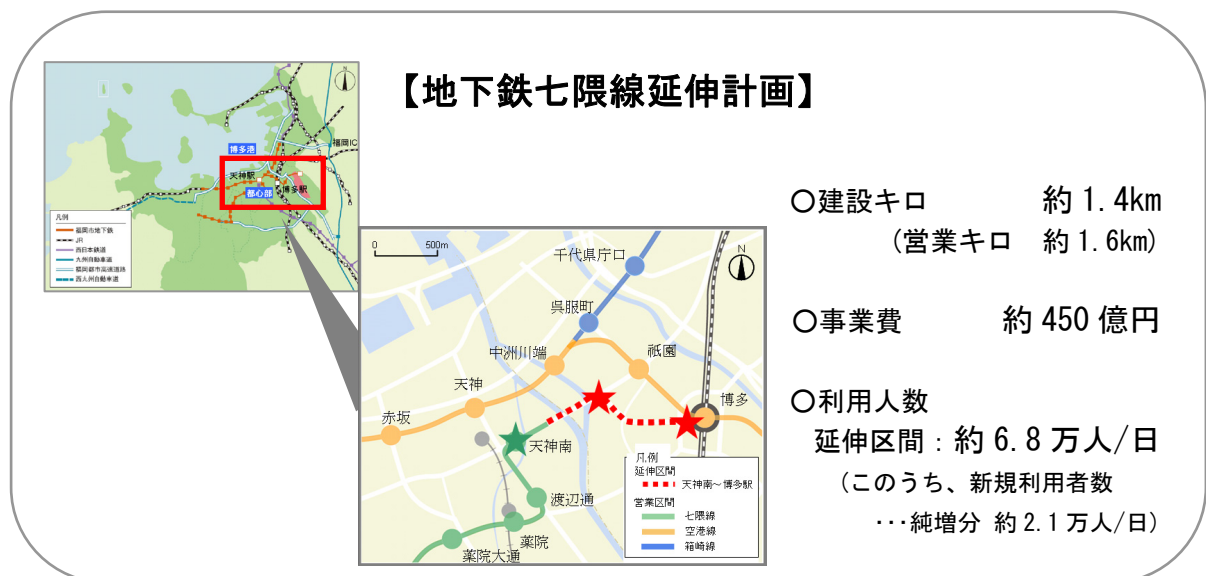 【地下鉄七隈線延伸計画】
N
福岡IC
博多港
天神駅
博多駅
都心部
凡例
福岡市地下鉄
JR
西日本鉄道
九州自動車道
福岡都市高速道路
西九州自動車道
0 500m
N
千代県庁口
呉服町
中洲川端
祇園
天神
博多
赤坂
天神南
渡辺通
薬院
薬院大通
凡例
延伸区間
天神南～博多駅
営業区間
七隈線
空港線
箱崎線
〇建設キロ 約1.4km
(営業キロ 約1.6km)
〇事業費 約450億円
〇利用人数
延伸区間：約6.8万人/日
(このうち、新規利用者数
･･･純増分 約2.1万人/日)